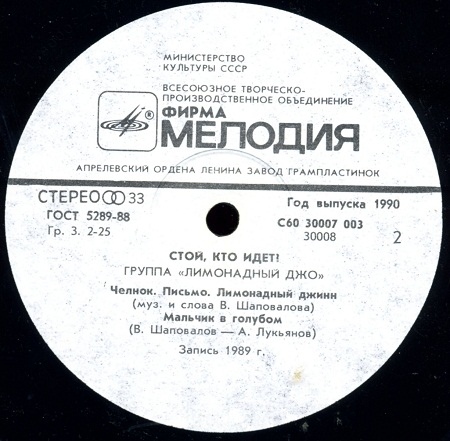 МИНИСТЕРСТВО
КУЛЬТУРЫ СССР
ВСЕСОЮЗНОЕ ТВОРЧЕСКО-
ПРОИЗВОДСТВЕННОЕ ОБЪЕДИНЕНИЕ
ФИРМА
® МЕЛОДИЯ
АПРЕЛЕВСКИЙ ОРДЕНА ЛЕНИНА ЗАВОД ГРАМПЛАСТИНОК
СТЕРЕО 33
Год выпуска 1990
ГОСТ 5289-88
С60 30007 003
Гр. 3. 2-25
30008
2
СТОЙ, КТО ИДЕТ!
ГРУППА «ЛИМОНАДНЫЙ ДЖО»
Челнок. Письмо. Лимонадный джинн
(муз. и слова В. Шаповалова)
Мальчик в голубом
(В. Шаповалов — А. Лукьянов)
Запись 1989 г.